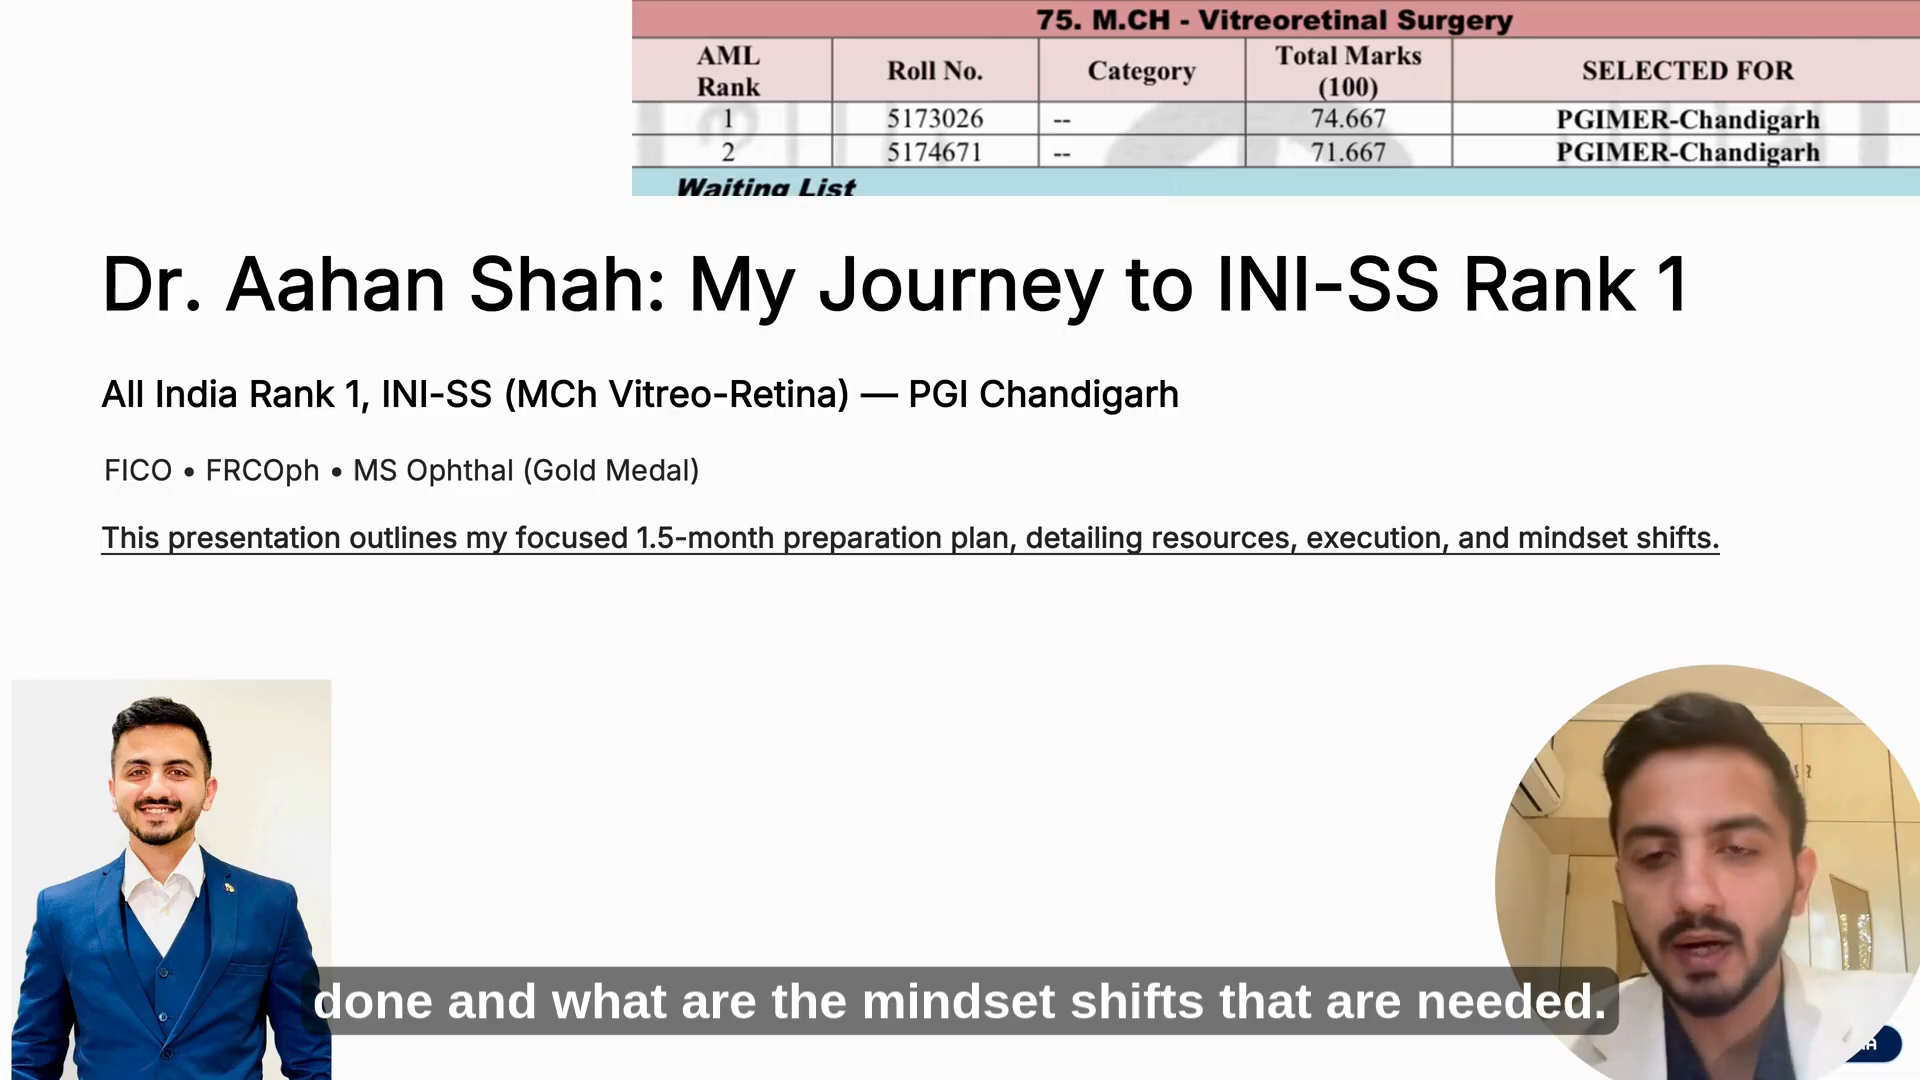 75. M.CH - Vitreoretinal Surgery
AML Rank Roll No. Category Total Marks (100) SELECTED FOR
1 5173026 -- 74.667 PGIMER-Chandigarh
2 5174671 -- 71.667 PGIMER-Chandigarh
Waiting List
Dr. Aahan Shah: My Journey to INI-SS Rank 1
All India Rank 1, INI-SS (MCh Vitreo-Retina) — PGI Chandigarh
FICO • FRCOph • MS Ophthal (Gold Medal)
This presentation outlines my focused 1.5-month preparation plan, detailing resources, execution, and mindset shifts.
done and what are the mindset shifts that are needed.